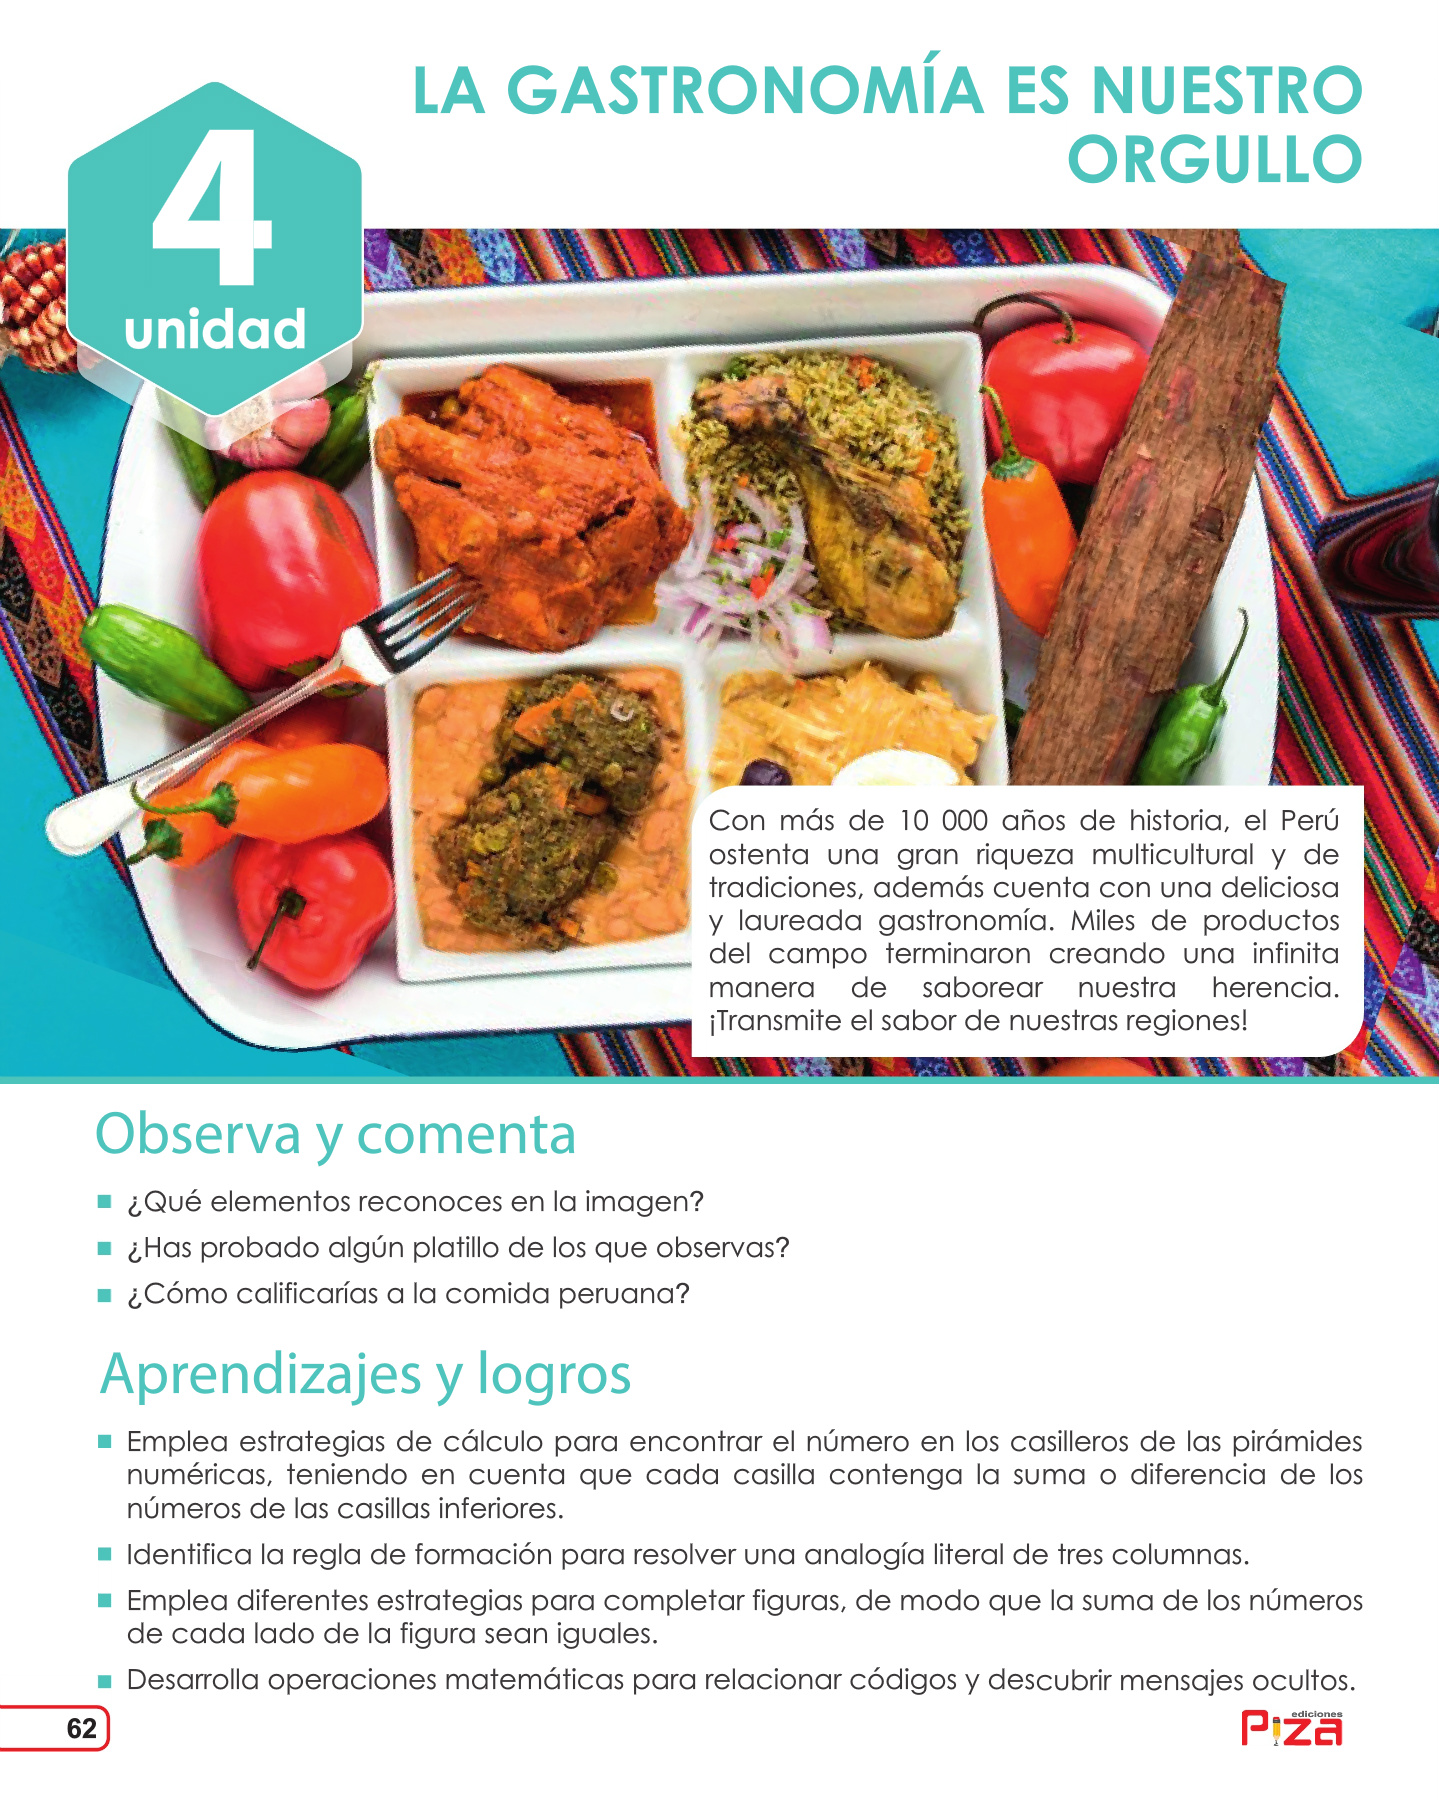 LA GASTRONOMÍA ES NUESTRO
ORGULLO
4
unidad
Con más de 10 000 años de historia, el Perú
ostenta una gran riqueza multicultural y de
tradiciones, además cuenta con una deliciosa
y laureada gastronomía. Miles de productos
del campo terminaron creando una infinita
manera de saborear nuestra herencia.
¡Transmite el sabor de nuestras regiones!
Observa y comenta
¿Qué elementos reconoces en la imagen?
¿Has probado algún platillo de los que observas?
¿Cómo calificarías a la comida peruana?
Aprendizajes y logros
Emplea estrategias de cálculo para encontrar el número en los casilleros de las pirámides
numéricas, teniendo en cuenta que cada casilla contenga la suma o diferencia de los
números de las casillas inferiores.
Identifica la regla de formación para resolver una analogía literal de tres columnas.
Emplea diferentes estrategias para completar figuras, de modo que la suma de los números
de cada lado de la figura sean iguales.
Desarrolla operaciones matemáticas para relacionar códigos y descubrir mensajes ocultos.
62
ediciones
Piza